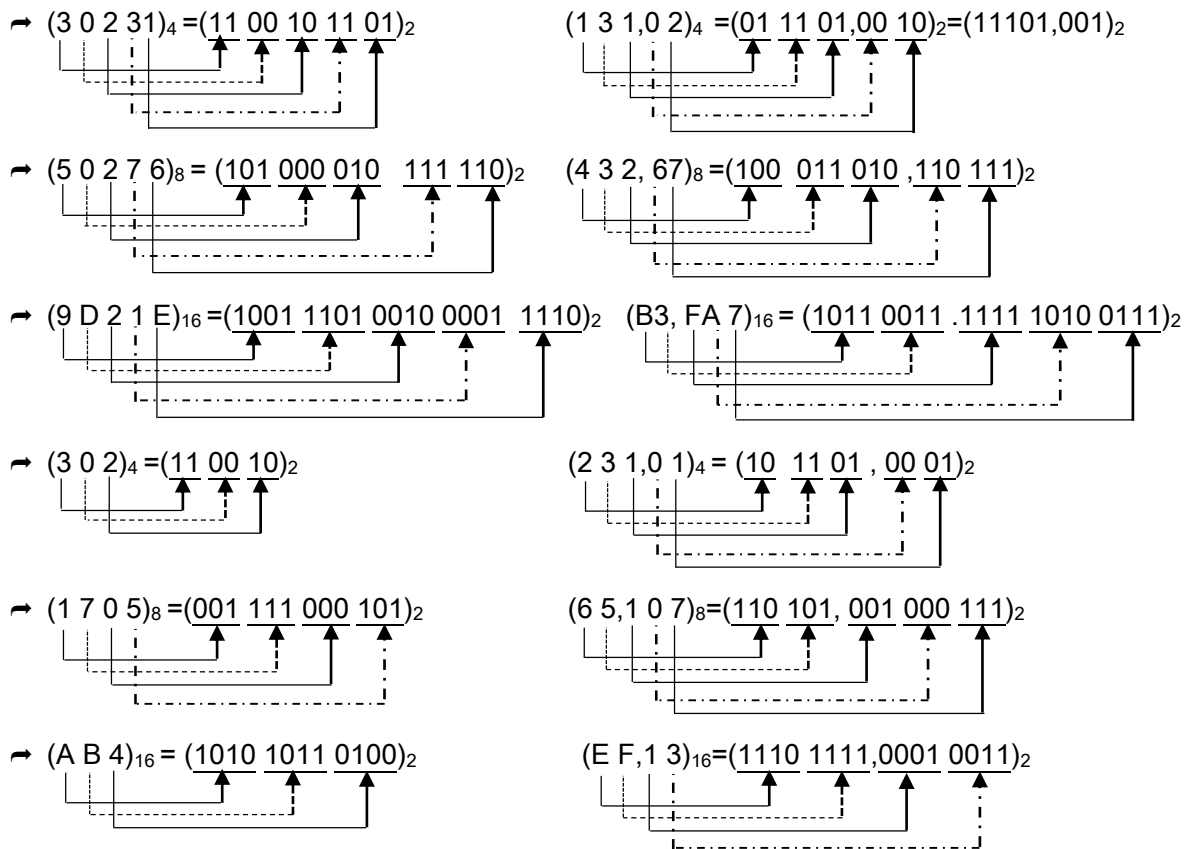 ➦ (3 0 2 31)₄ =(11 00 10 11 01)₂ (1 3 1,0 2)₄ =(01 11 01,00 10)₂=(11101,001)₂
➦ (5 0 2 7 6)₈ = (101 000 010 111 110)₂ (4 3 2, 67)₈ =(100 011 010 ,110 111)₂
➦ (9 D 2 1 E)₁₆ =(1001 1101 0010 0001 1110)₂ (B3, FA 7)₁₆ = (1011 0011 .1111 1010 0111)₂
➦ (3 0 2)₄ =(11 00 10)₂ (2 3 1,0 1)₄ = (10 11 01 , 00 01)₂
➦ (1 7 0 5)₈ =(001 111 000 101)₂ (6 5,1 0 7)₈=(110 101, 001 000 111)₂
➦ (A B 4)₁₆ = (1010 1011 0100)₂ (E F,1 3)₁₆=(1110 1111,0001 0011)₂